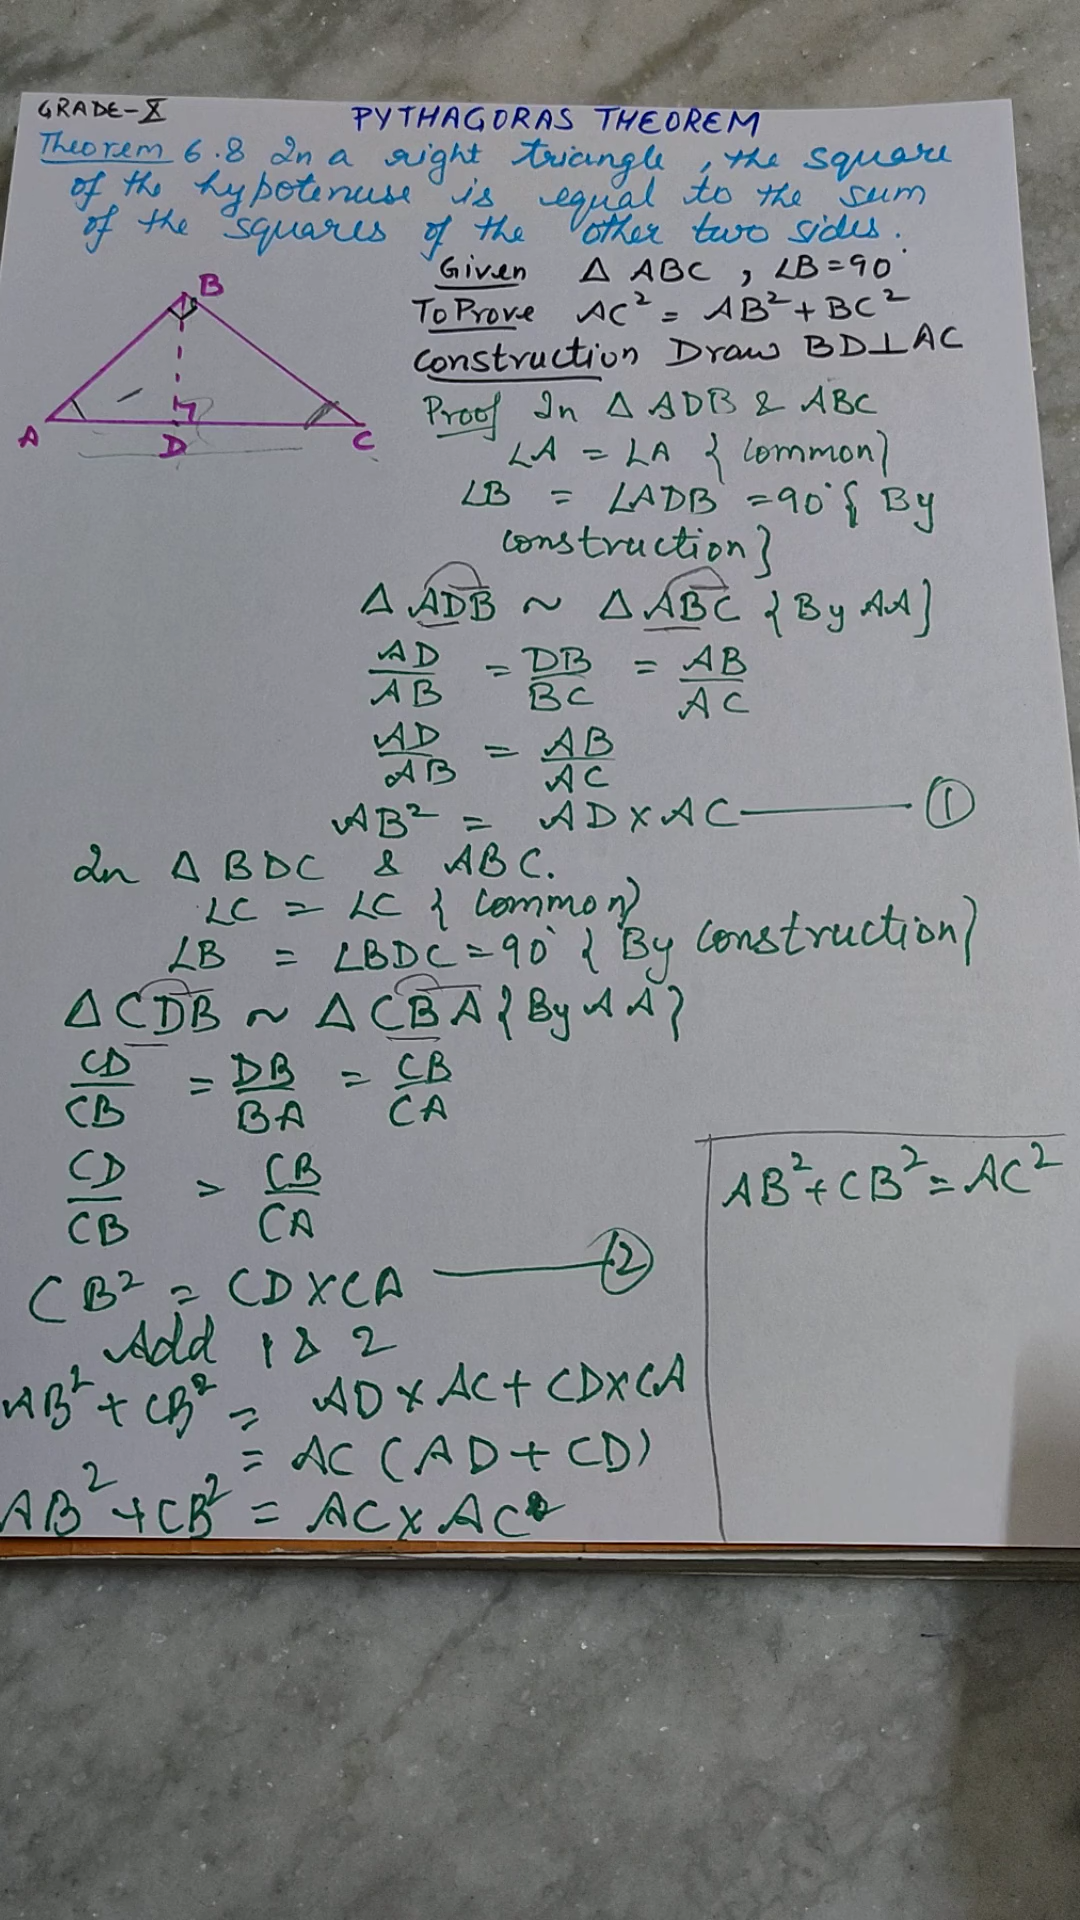 GRADE-X
PYTHAGORAS THEOREM
Theorem 6.8 In a right triangle, the square
of the hypotenuse is equal to the sum
of the squares of the other two sides.
Given Δ ABC, ∠B=90°
To Prove AC² = AB²+BC²
Construction Draw BD⊥AC
B
A
D
C
Proof In Δ ADB & ABC
∠A = ∠A {common}
∠B = ∠ADB =90° {By
construction}
Δ ADB ~ Δ ABC {By AA}
AD/AB = DB/BC = AB/AC
AD/AB = AB/AC
AB² = AD×AC ——— ①
In Δ BDC & ABC.
∠C = ∠C {common}
∠B = ∠BDC=90° {By construction}
Δ CDB ~ Δ CBA {By AA}
CD/CB = DB/BA = CB/CA
CD/CB = CB/CA
CB² = CD×CA ——— ②
Add 1 & 2
AB²+CB² = AD×AC+CD×CA
= AC (AD+CD)
AB²+CB² = AC×AC
AB²+CB²=AC²